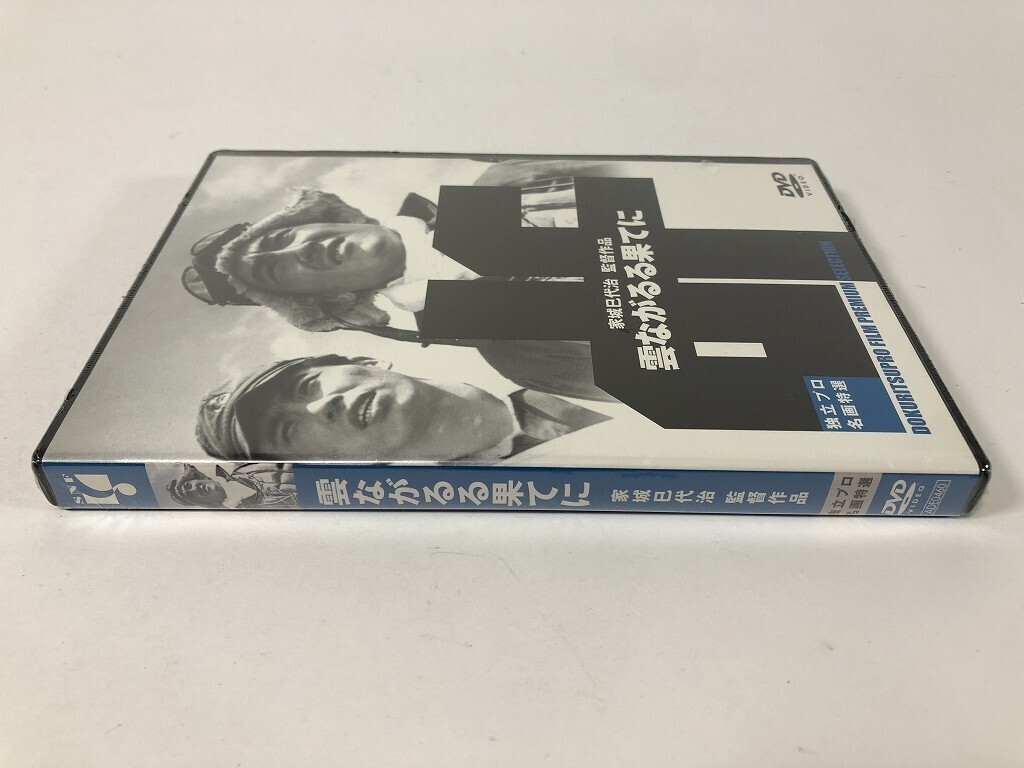 DVD
VIDEO
家城巳代治 監督作品
雲ながるる果てに
独立プロ
名画特選
DOKURITSUPRO FILM PREMIUM SELECTION
雲ながるる果てに
家城巳代治 監督作品
独立プロ
名画特選
DVD
VIDEO